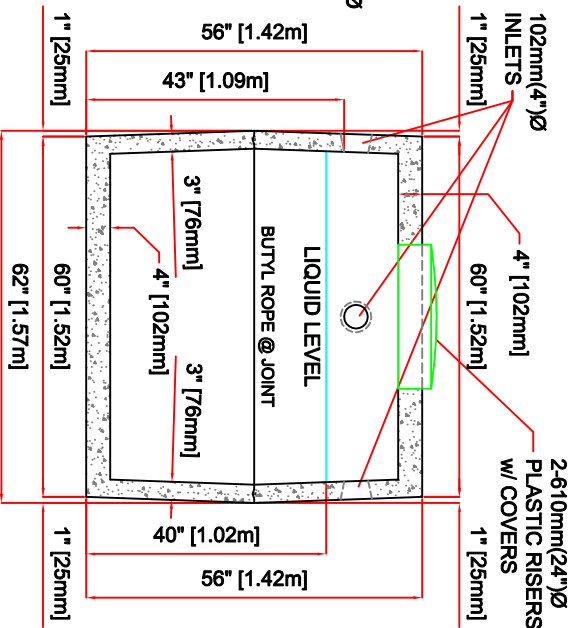 Ø
56" [1.42m]
43" [1.09m]
1" [25mm]
1" [25mm]
102mm(4")Ø
INLETS
4" [102mm]
60" [1.52m]
2-610mm(24")Ø
PLASTIC RISERS
w/ COVERS
1" [25mm]
LIQUID LEVEL
BUTYL ROPE @ JOINT
3" [76mm]
3" [76mm]
4" [102mm]
60" [1.52m]
62" [1.57m]
40" [1.02m]
56" [1.42m]
1" [25mm]